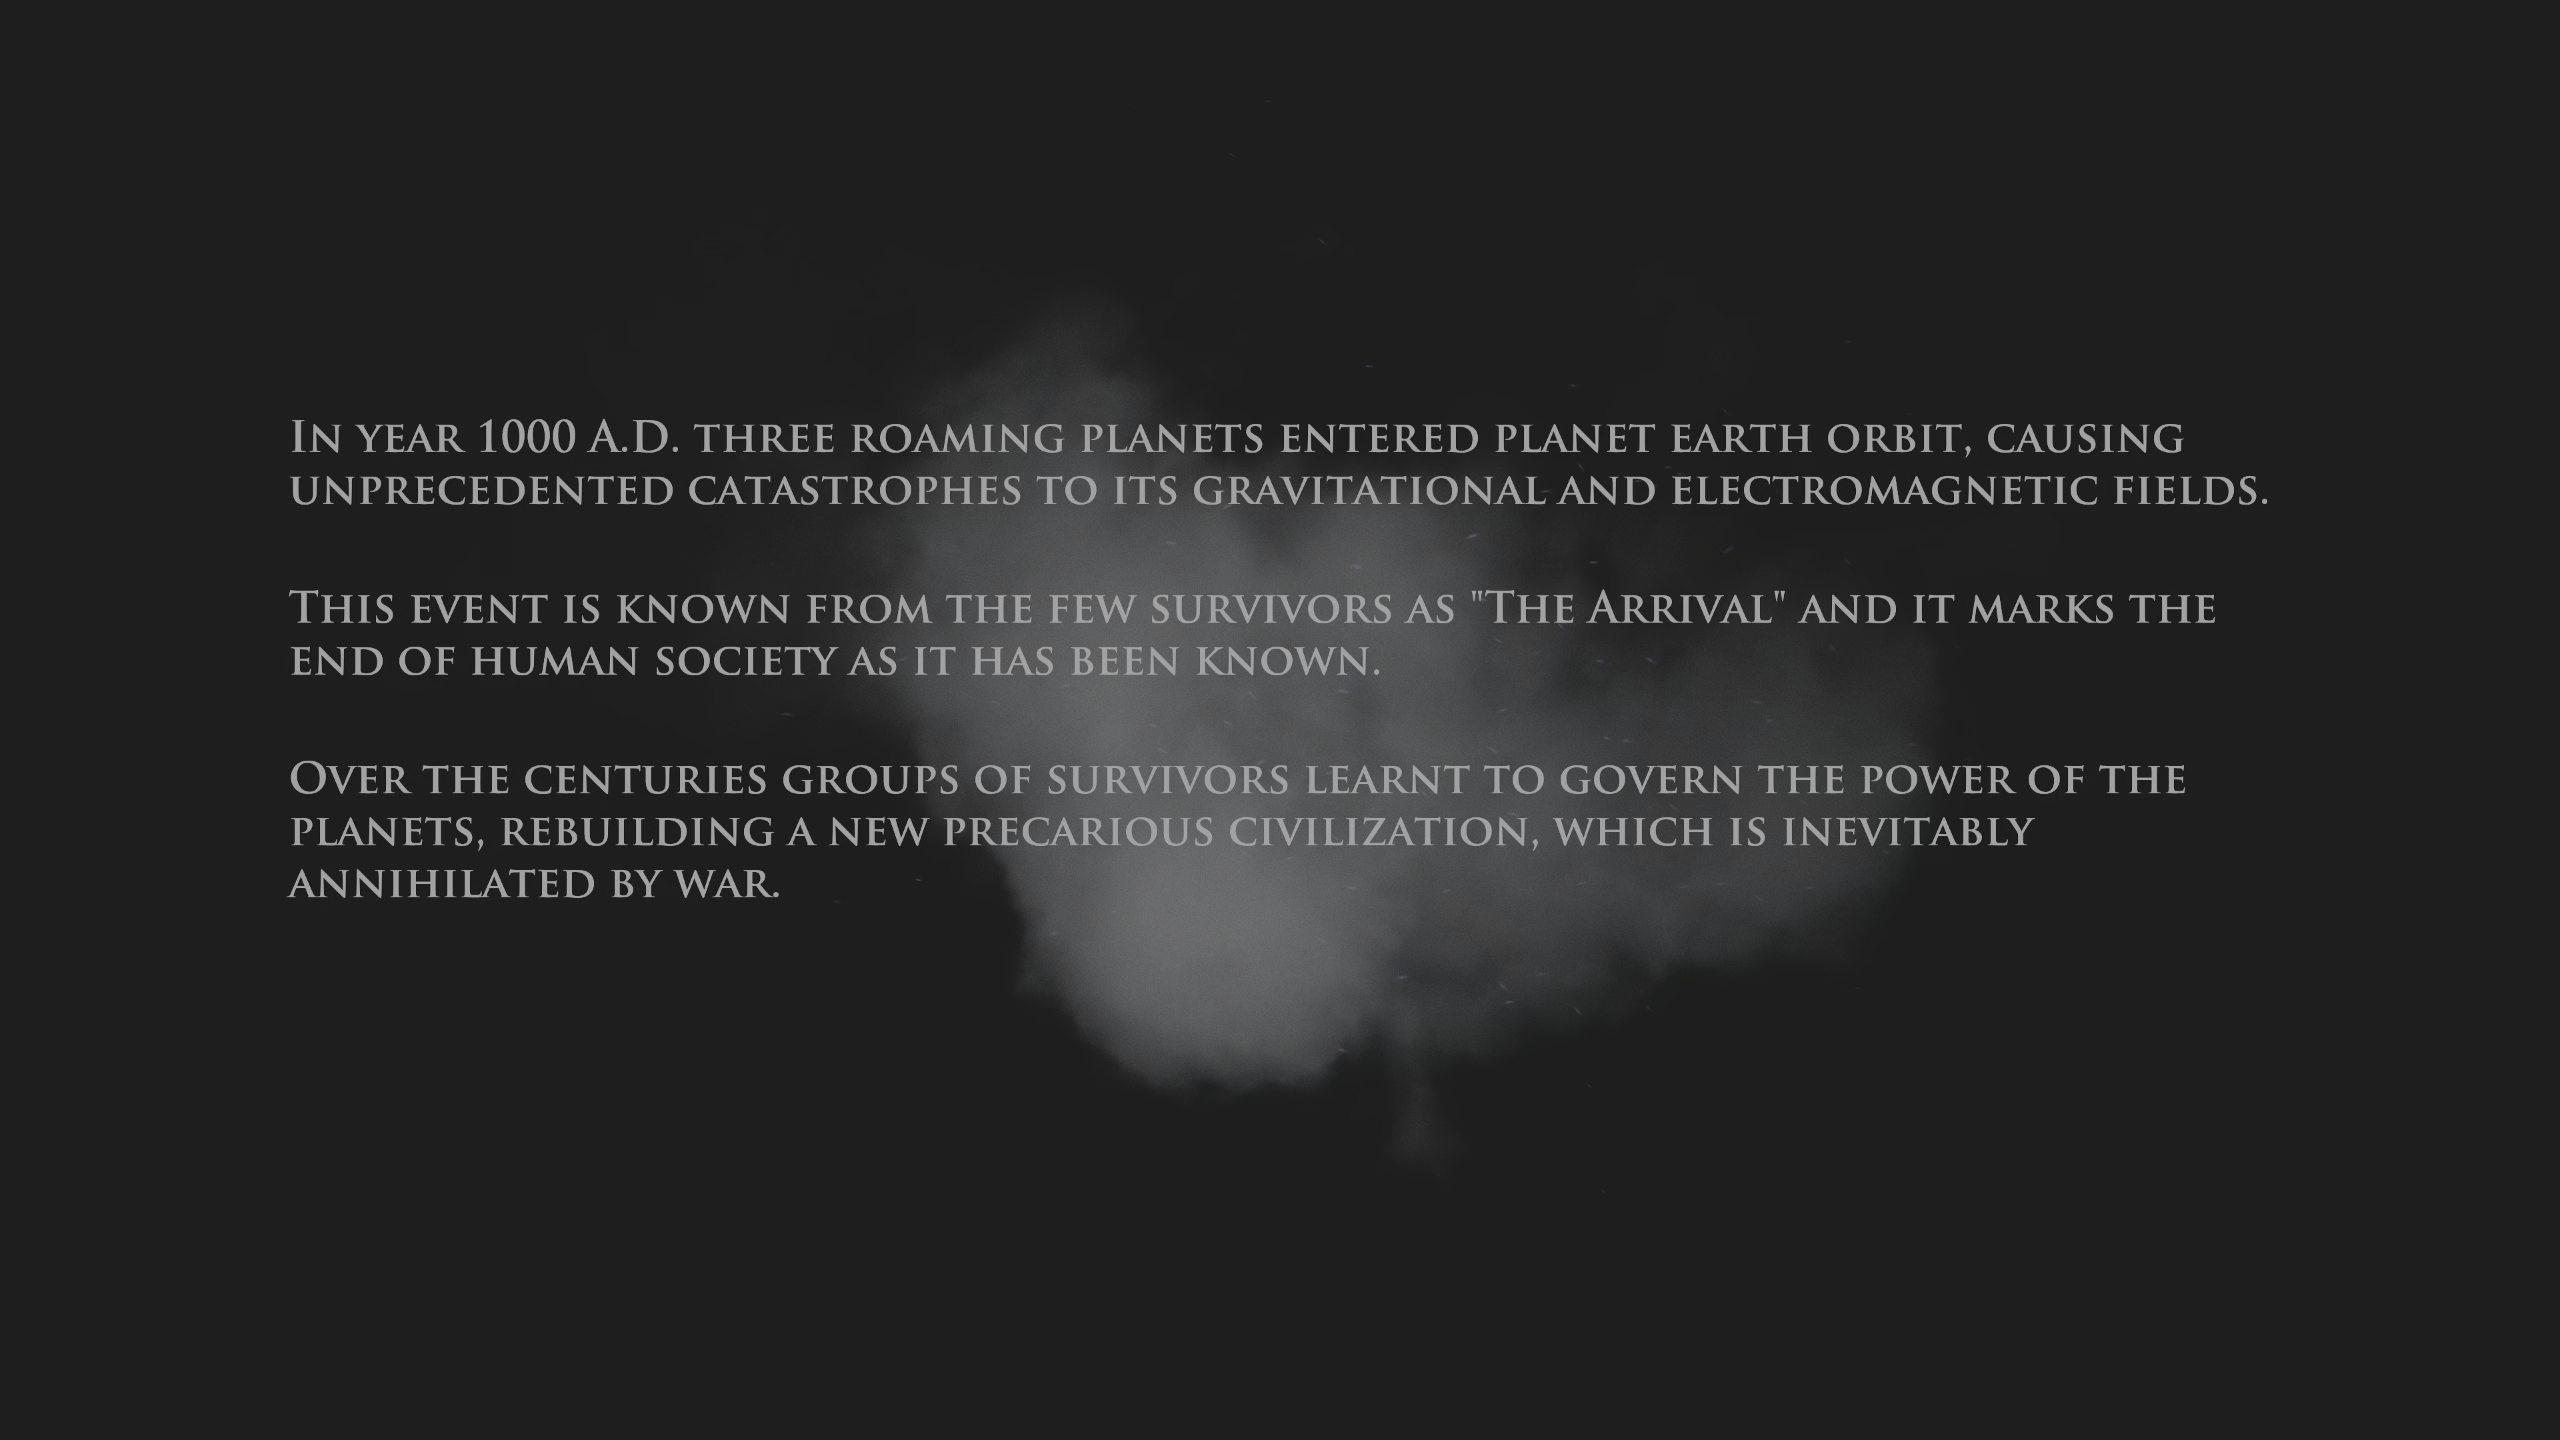 In year 1000 A.D. three roaming planets entered planet Earth orbit, causing
unprecedented catastrophes to its gravitational and electromagnetic fields.
This event is known from the few survivors as "The Arrival" and it marks the
end of human society as it has been known.
Over the centuries groups of survivors learnt to govern the power of the
planets, rebuilding a new precarious civilization, which is inevitably
annihilated by war.